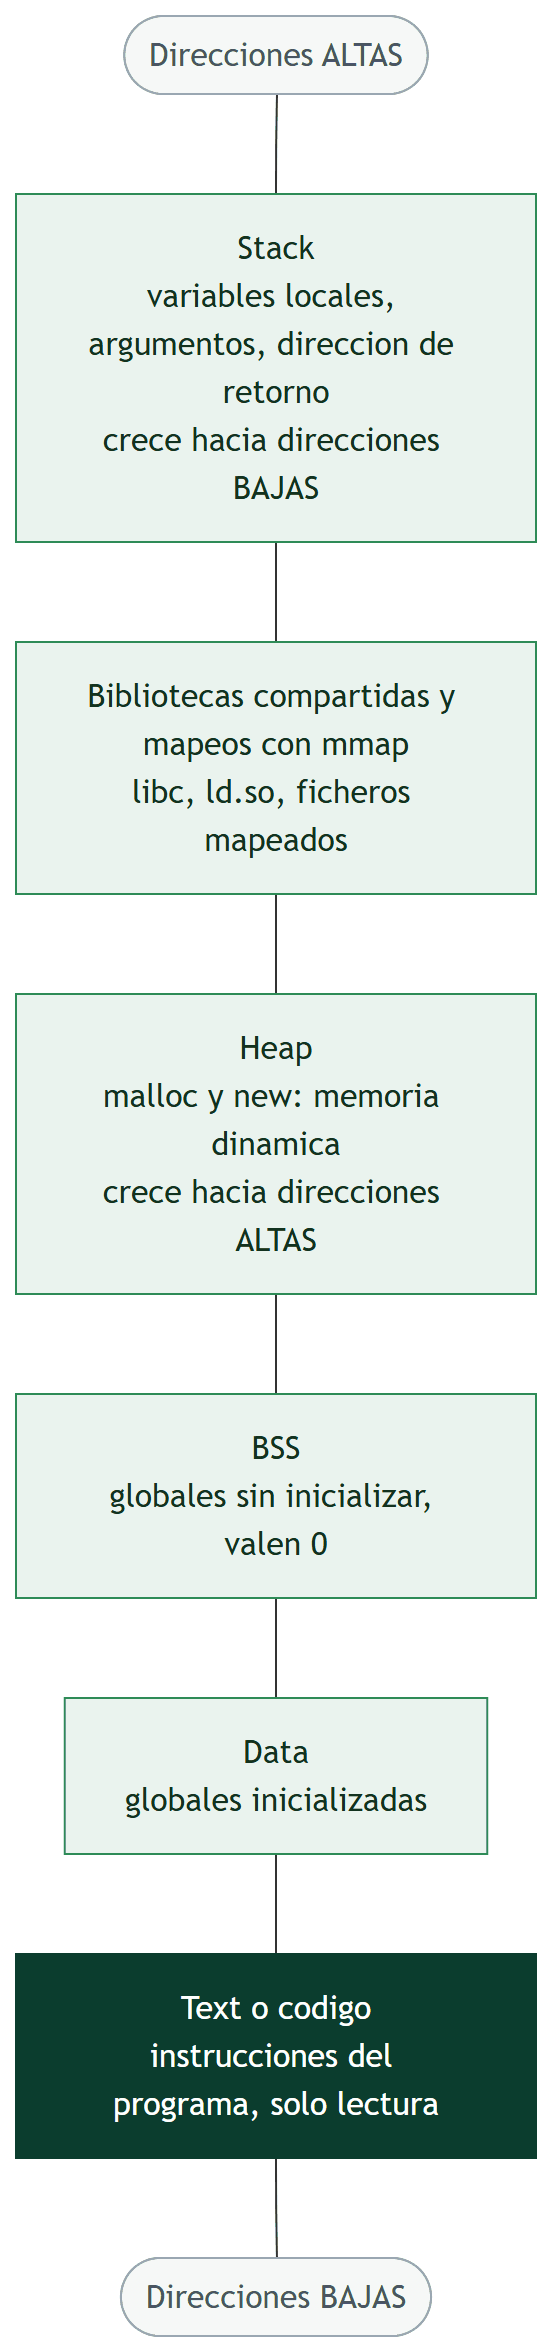 Direcciones ALTAS
Stack
variables locales,
argumentos, direccion de
retorno
crece hacia direcciones
BAJAS
Bibliotecas compartidas y
mapeos con mmap
libc, ld.so, ficheros
mapeados
Heap
malloc y new: memoria
dinamica
crece hacia direcciones
ALTAS
BSS
globales sin inicializar,
valen 0
Data
globales inicializadas
Text o codigo
instrucciones del
programa, solo lectura
Direcciones BAJAS